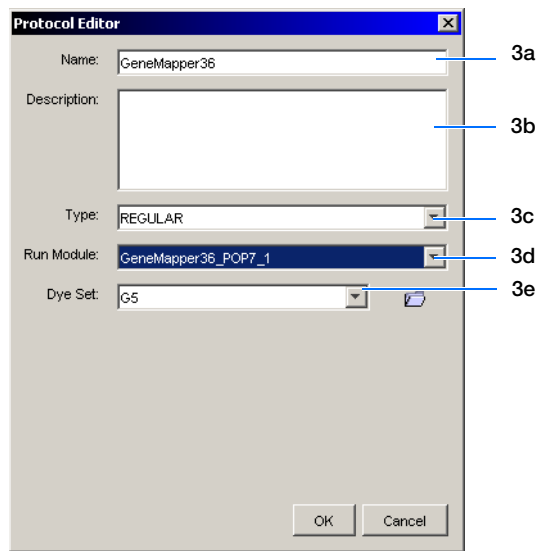 Protocol Editor
Name: GeneMapper36 3a
Description: 3b
Type: REGULAR 3c
Run Module: GeneMapper36_POP7_1 3d
Dye Set: G5 3e
OK Cancel